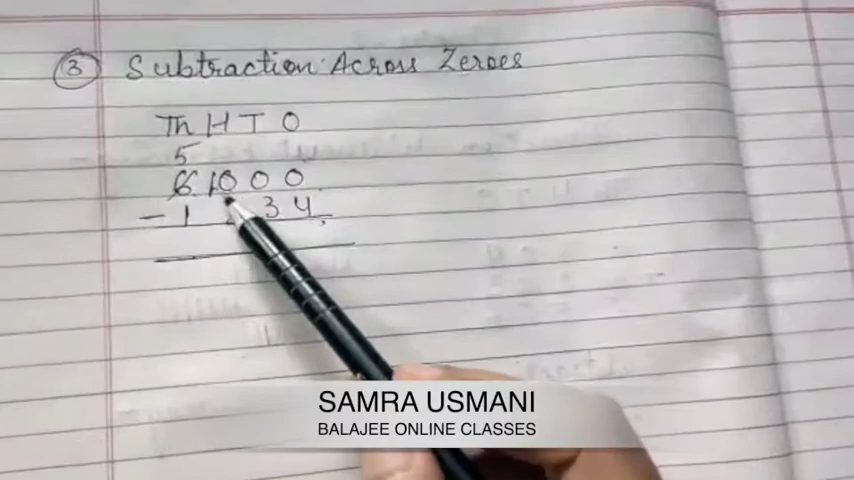 3 Subtraction Across Zeroes
Th H T O
5
6 10 0 0
- 1 3 4
SAMRA USMANI
BALAJEE ONLINE CLASSES